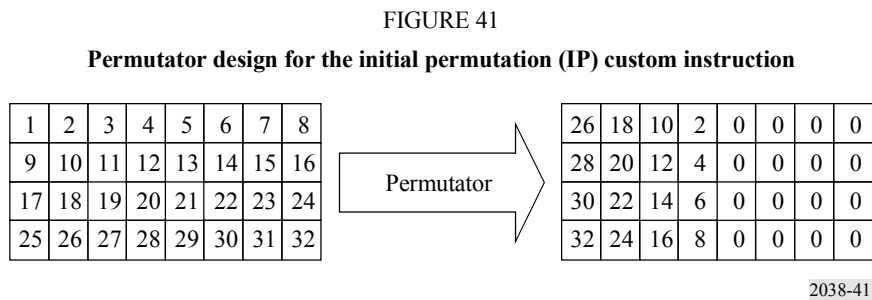 FIGURE 41
Permutator design for the initial permutation (IP) custom instruction
1 2 3 4 5 6 7 8
9 10 11 12 13 14 15 16
17 18 19 20 21 22 23 24
25 26 27 28 29 30 31 32
Permutator
26 18 10 2 0 0 0 0
28 20 12 4 0 0 0 0
30 22 14 6 0 0 0 0
32 24 16 8 0 0 0 0
2038-41